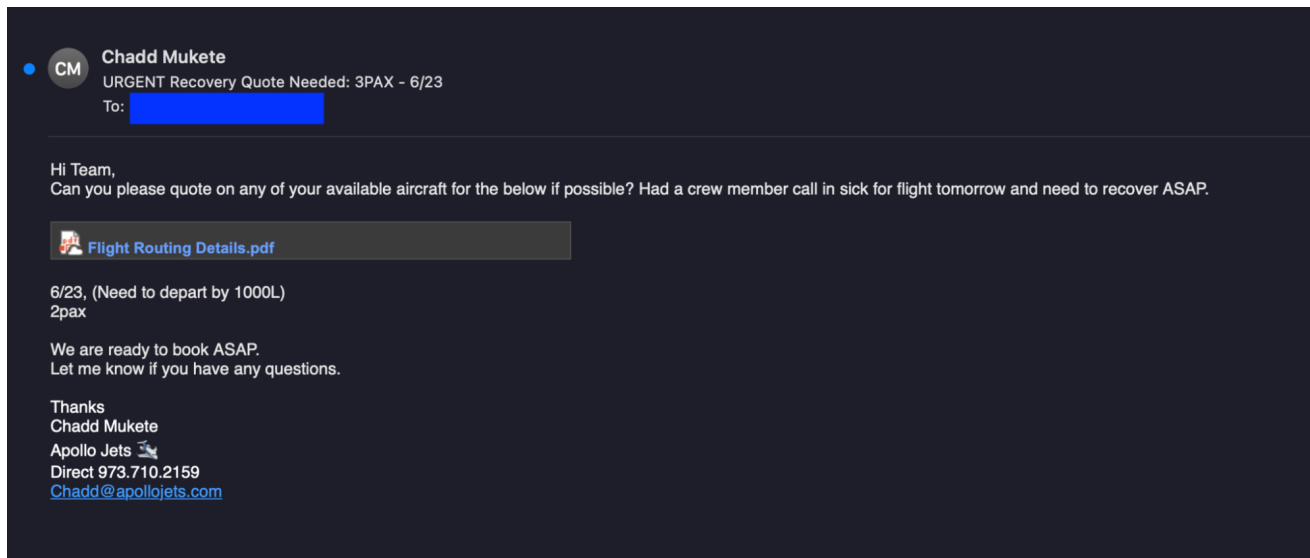 CM
Chadd Mukete
URGENT Recovery Quote Needed: 3PAX - 6/23
To:
Hi Team,
Can you please quote on any of your available aircraft for the below if possible? Had a crew member call in sick for flight tomorrow and need to recover ASAP.
Flight Routing Details.pdf
6/23, (Need to depart by 1000L)
2pax
We are ready to book ASAP.
Let me know if you have any questions.
Thanks
Chadd Mukete
Apollo Jets
Direct 973.710.2159
Chadd@apollojets.com